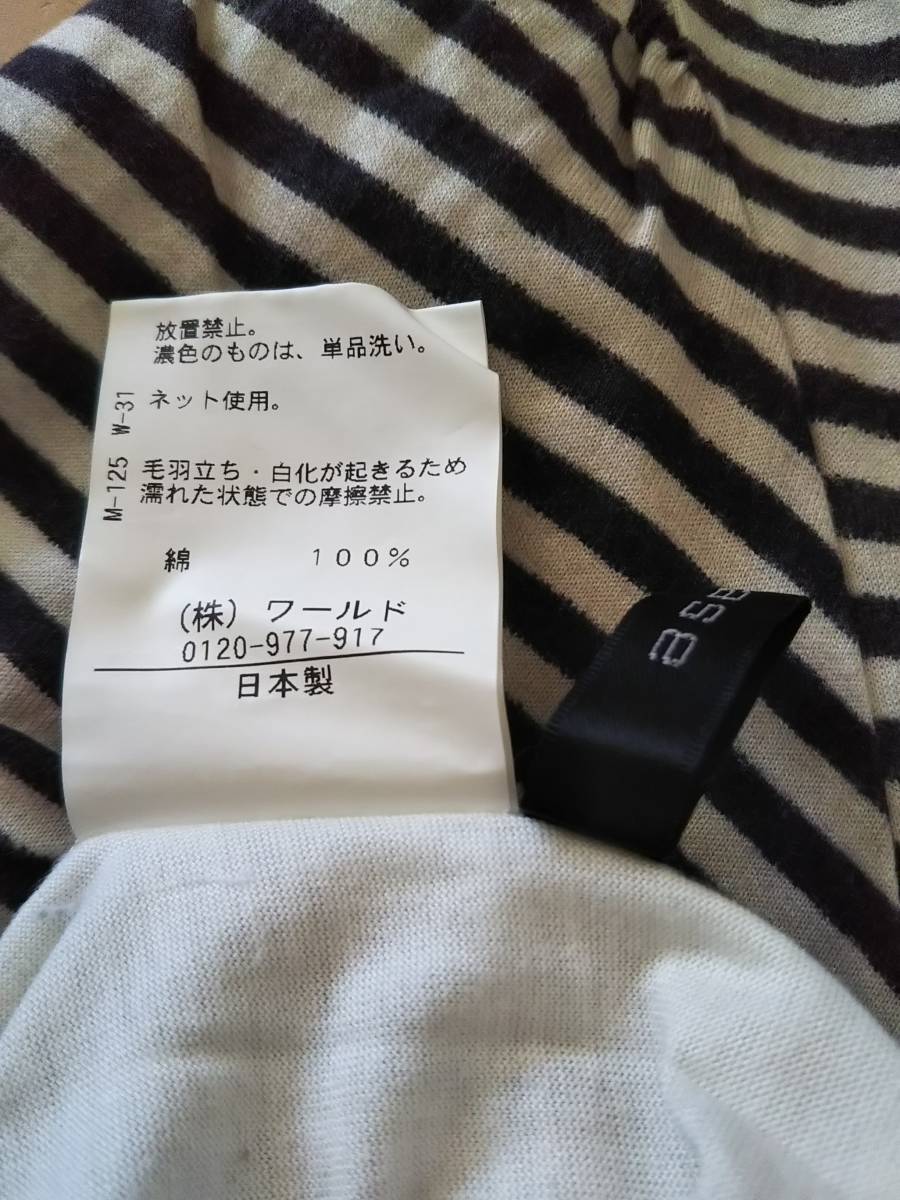 放置禁止。
濃色のものは、単品洗い。
ネット使用。
毛羽立ち・白化が起きるため
濡れた状態での摩擦禁止。
綿 100%
(株) ワールド
0120-977-917
日本製
M-125 W-31